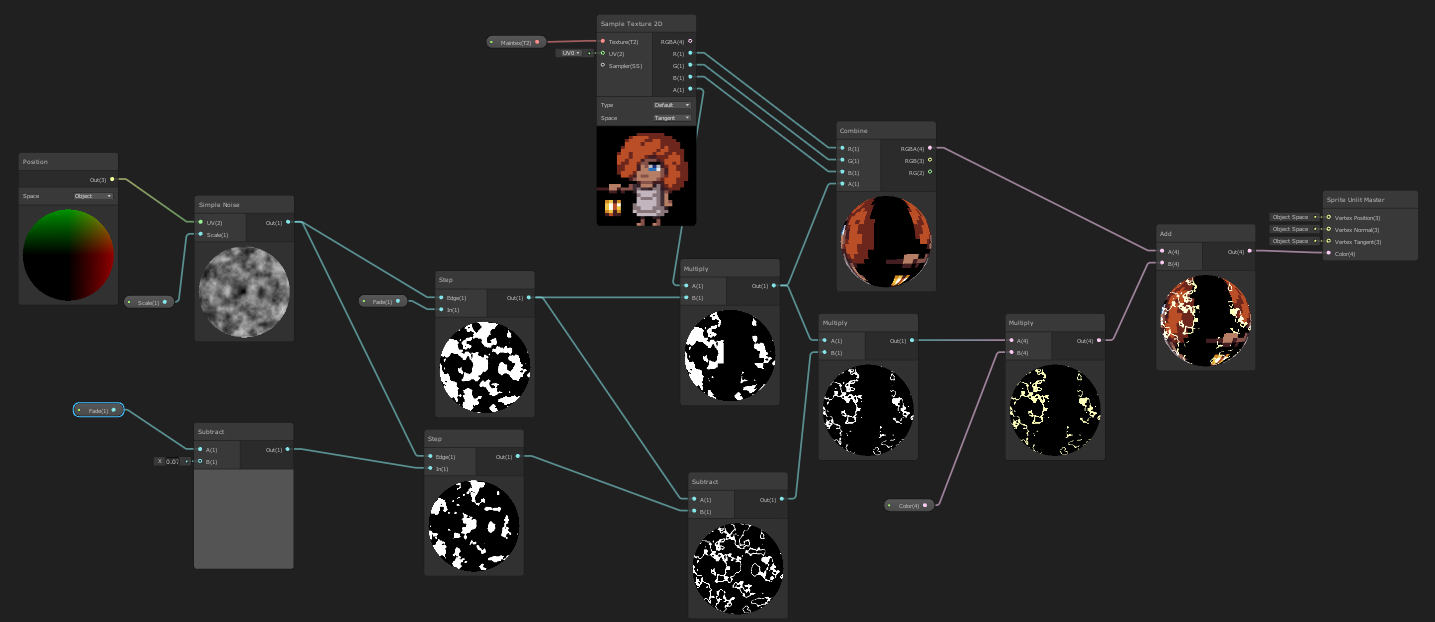 Sample Texture 2D
Maintex(T2)
Texture(T2)
RGBA(4)
UV0
UV(2)
R(1)
Sampler(SS)
G(1)
B(1)
A(1)
Type
Default
Space
Tangent
Combine
R(1)
RGBA(4)
G(1)
RGB(3)
B(1)
RG(2)
A(1)
Position
Out(3)
Space
Object
Simple Noise
UV(2)
Out(1)
Scale(1)
Scale(1)
Sprite Unlit Master
Object Space
Vertex Position(3)
Object Space
Vertex Normal(3)
Object Space
Vertex Tangent(3)
Color(4)
Add
A(4)
Out(4)
B(4)
Step
Fade(1)
Edge(1)
Out(1)
In(1)
Multiply
A(1)
Out(1)
B(1)
Multiply
A(1)
Out(1)
B(1)
Multiply
A(4)
Out(4)
B(4)
Fade(1)
Subtract
A(1)
Out(1)
X 0.07
B(1)
Step
Edge(1)
Out(1)
In(1)
Subtract
A(1)
Out(1)
B(1)
Color(4)